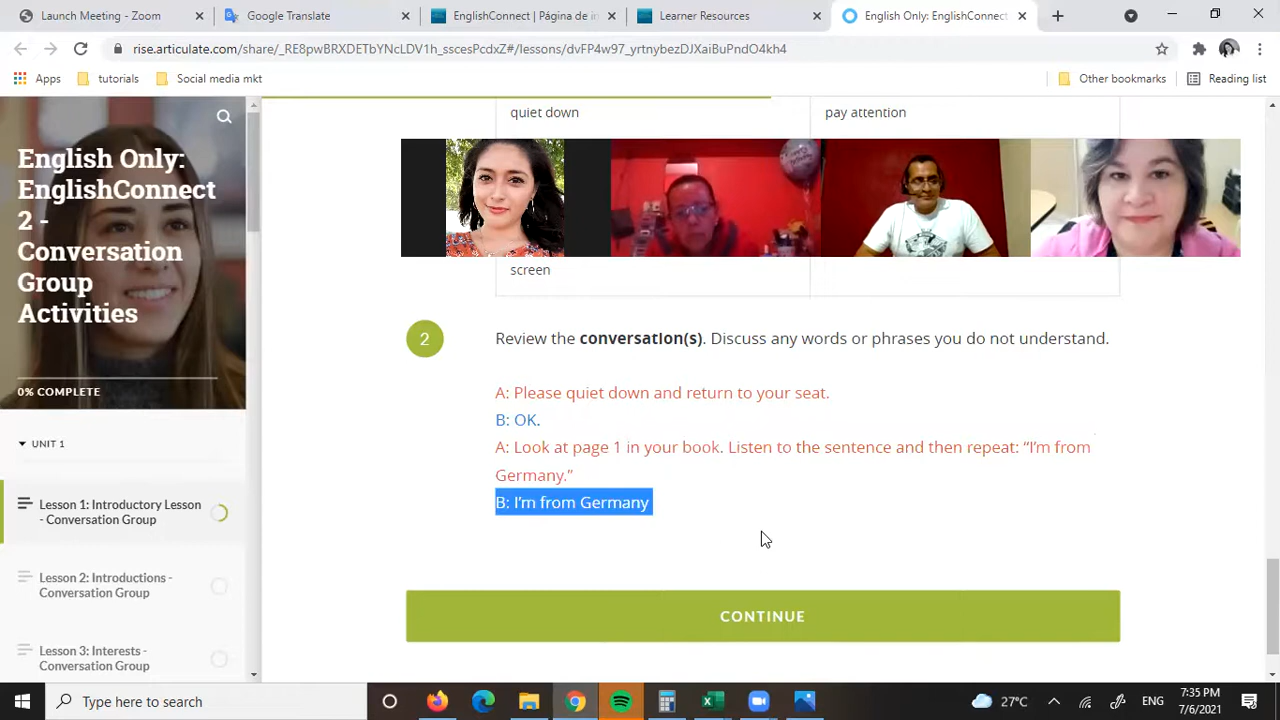 Launch Meeting - Zoom
Google Translate
EnglishConnect | Página de in
Learner Resources
English Only: EnglishConnect
rise.articulate.com/share/_RE8pwBRXDETbYNcLDV1h_sscesPcdxZ#/lessons/dvFP4w97_yrtnybezDJXaiBuPndO4kh4
Apps
tutorials
Social media mkt
Other bookmarks
Reading list
English Only:
EnglishConnect
2 -
Conversation
Group
Activities
0% COMPLETE
UNIT 1
Lesson 1: Introductory Lesson
- Conversation Group
Lesson 2: Introductions -
Conversation Group
Lesson 3: Interests -
Conversation Group
quiet down
pay attention
screen
2
Review the conversation(s). Discuss any words or phrases you do not understand.
A: Please quiet down and return to your seat.
B: OK.
A: Look at page 1 in your book. Listen to the sentence and then repeat: “I’m from
Germany.”
B: I’m from Germany
CONTINUE
Type here to search
27°C
ENG
7:35 PM
7/6/2021